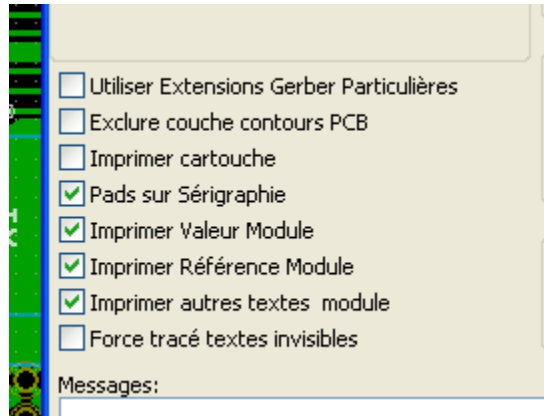 Utiliser Extensions Gerber Particulières
Exclure couche contours PCB
Imprimer cartouche
Pads sur Sérigraphie
Imprimer Valeur Module
Imprimer Référence Module
Imprimer autres textes  module
Force tracé textes invisibles
Messages: